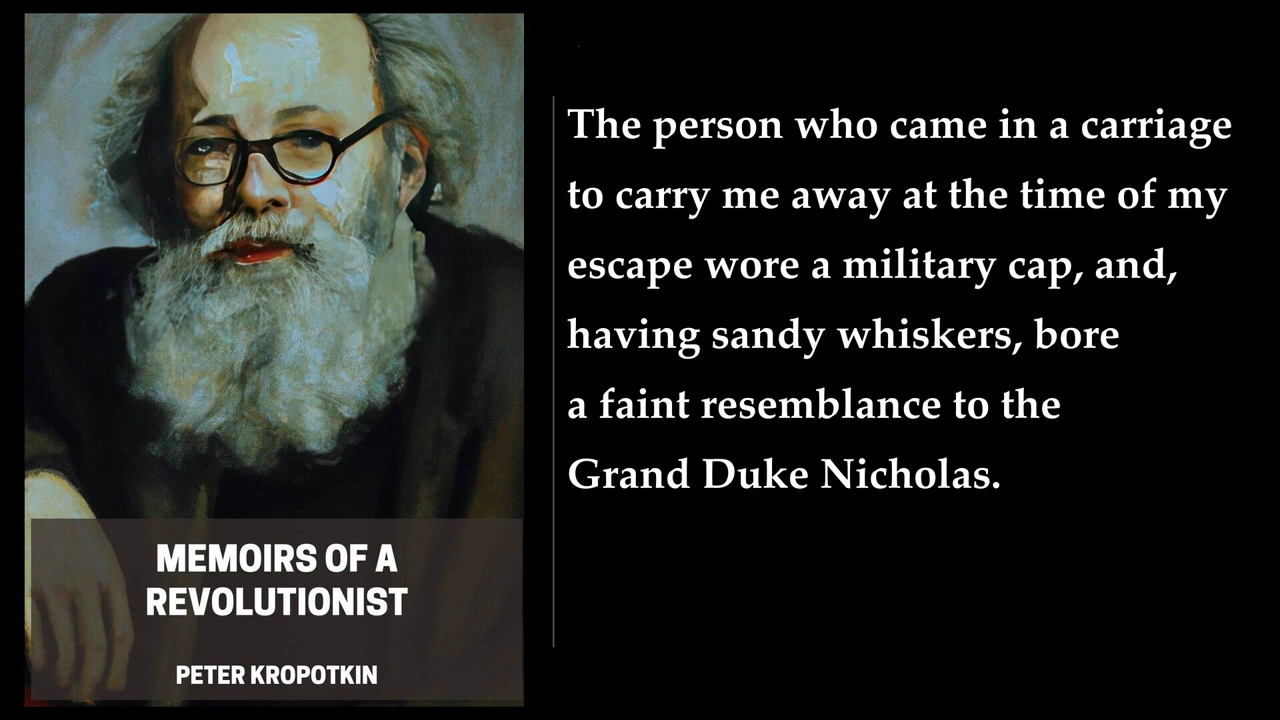 MEMOIRS OF A
REVOLUTIONIST
PETER KROPOTKIN
The person who came in a carriage
to carry me away at the time of my
escape wore a military cap, and,
having sandy whiskers, bore
a faint resemblance to the
Grand Duke Nicholas.